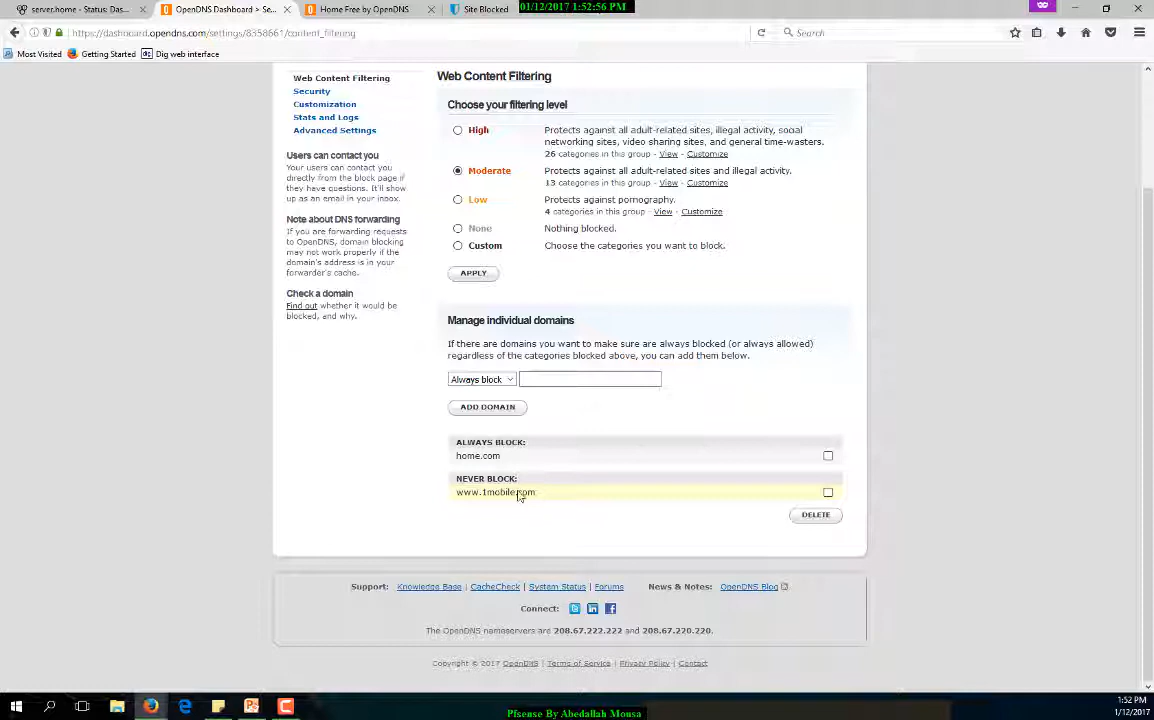 server.home - Status: Das...
OpenDNS Dashboard > Se...
Home Free by OpenDNS
Site Blocked
01/12/2017 1:52:56 PM
https://dashboard.opendns.com/settings/8358661/content_filtering
Search
Most Visited
Getting Started
Dig web interface
Web Content Filtering
Security
Customization
Stats and Logs
Advanced Settings
Users can contact you
Your users can contact you
directly from the block page if
they have questions. It'll show
up as an email in your inbox.
Note about DNS forwarding
If you are forwarding requests
to OpenDNS, domain blocking
may not work properly if the
domain's address is in your
forwarder's cache.
Check a domain
Find out whether it would be
blocked, and why.
Web Content Filtering
Choose your filtering level
High
Protects against all adult-related sites, illegal activity, social
networking sites, video sharing sites, and general time-wasters.
26 categories in this group - View - Customize
Moderate
Protects against all adult-related sites and illegal activity.
13 categories in this group - View - Customize
Low
Protects against pornography.
4 categories in this group - View - Customize
None
Nothing blocked.
Custom
Choose the categories you want to block.
APPLY
Manage individual domains
If there are domains you want to make sure are always blocked (or always allowed)
regardless of the categories blocked above, you can add them below.
Always block
ADD DOMAIN
ALWAYS BLOCK:
home.com
NEVER BLOCK:
www.1mobile.com
DELETE
Support: Knowledge Base | CacheCheck | System Status | Forums
News & Notes: OpenDNS Blog
Connect:
The OpenDNS nameservers are 208.67.222.222 and 208.67.220.220.
Copyright © 2017 OpenDNS | Terms of Service | Privacy Policy | Contact
1:52 PM
1/12/2017
Pfsense By Abedallah Mousa